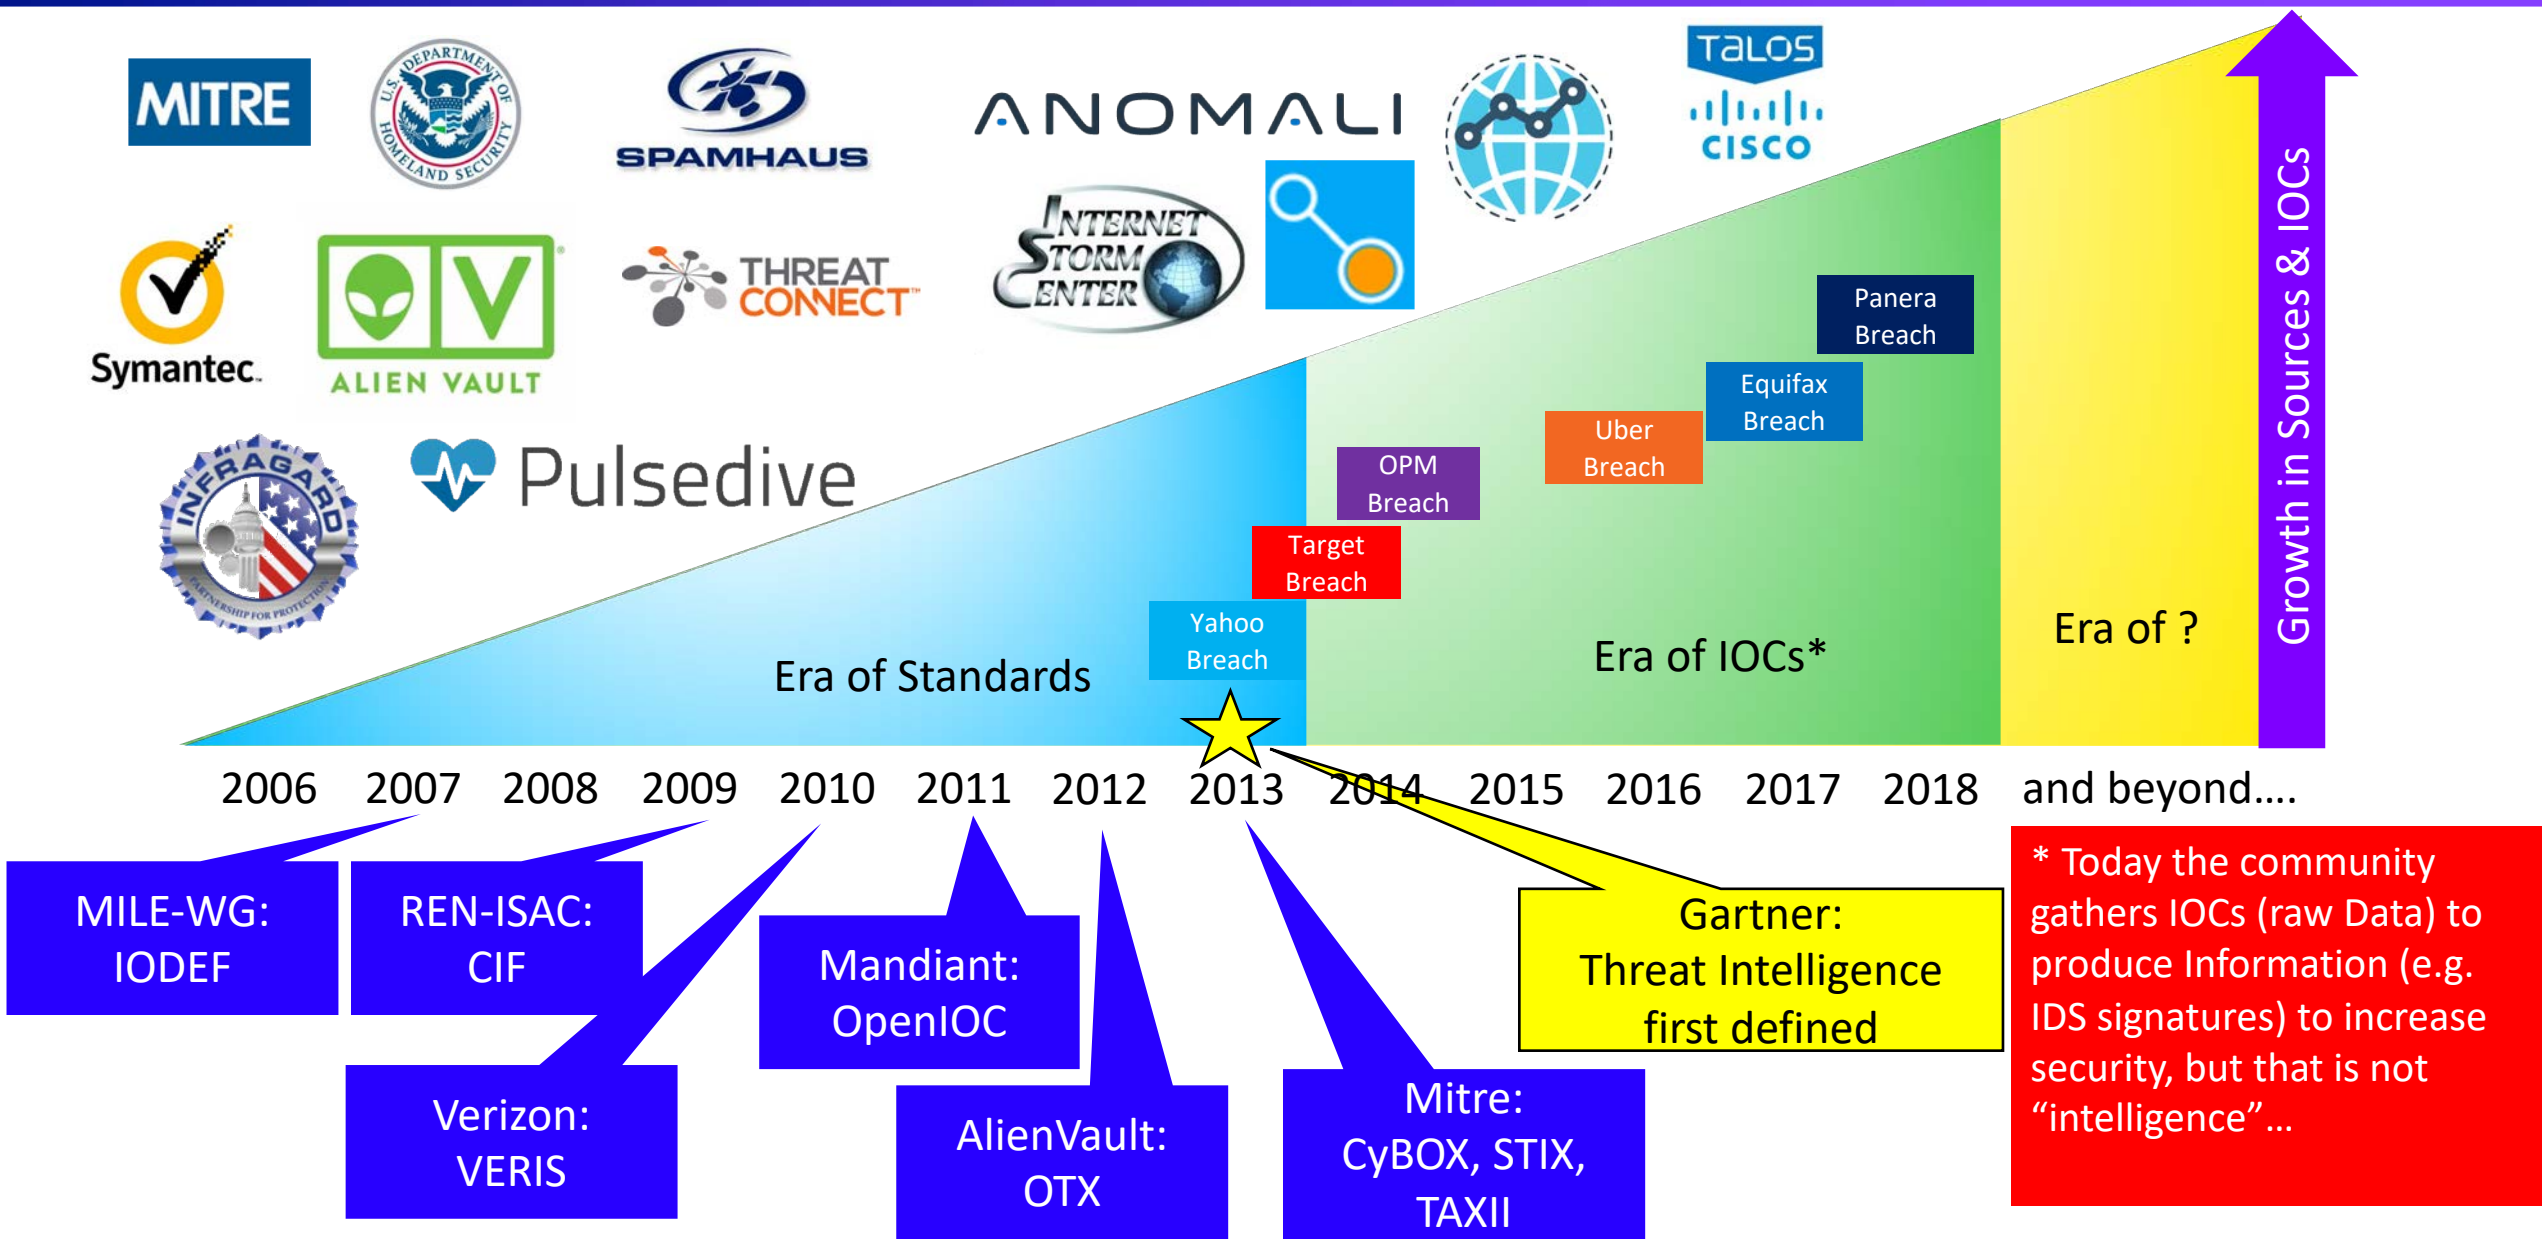 MITRE
U.S. DEPARTMENT OF
HOMELAND SECURITY
SPAMHAUS
ANOMALI
TALOS
CISCO
Symantec.
ALIEN VAULT
THREAT
CONNECT™
INTERNET
STORM
CENTER
INFRAGARD
PARTNERSHIP FOR PROTECTION
Pulsedive
Growth in Sources & IOCs
Panera
Breach
Equifax
Breach
Uber
Breach
OPM
Breach
Target
Breach
Yahoo
Breach
Era of Standards
Era of IOCs*
Era of ?
2006 2007 2008 2009 2010 2011 2012 2013 2014 2015 2016 2017 2018 and beyond....
MILE-WG:
IODEF
REN-ISAC:
CIF
Verizon:
VERIS
Mandiant:
OpenIOC
AlienVault:
OTX
Mitre:
CyBOX, STIX,
TAXII
Gartner:
Threat Intelligence
first defined
* Today the community
gathers IOCs (raw Data) to
produce Information (e.g.
IDS signatures) to increase
security, but that is not
“intelligence”…